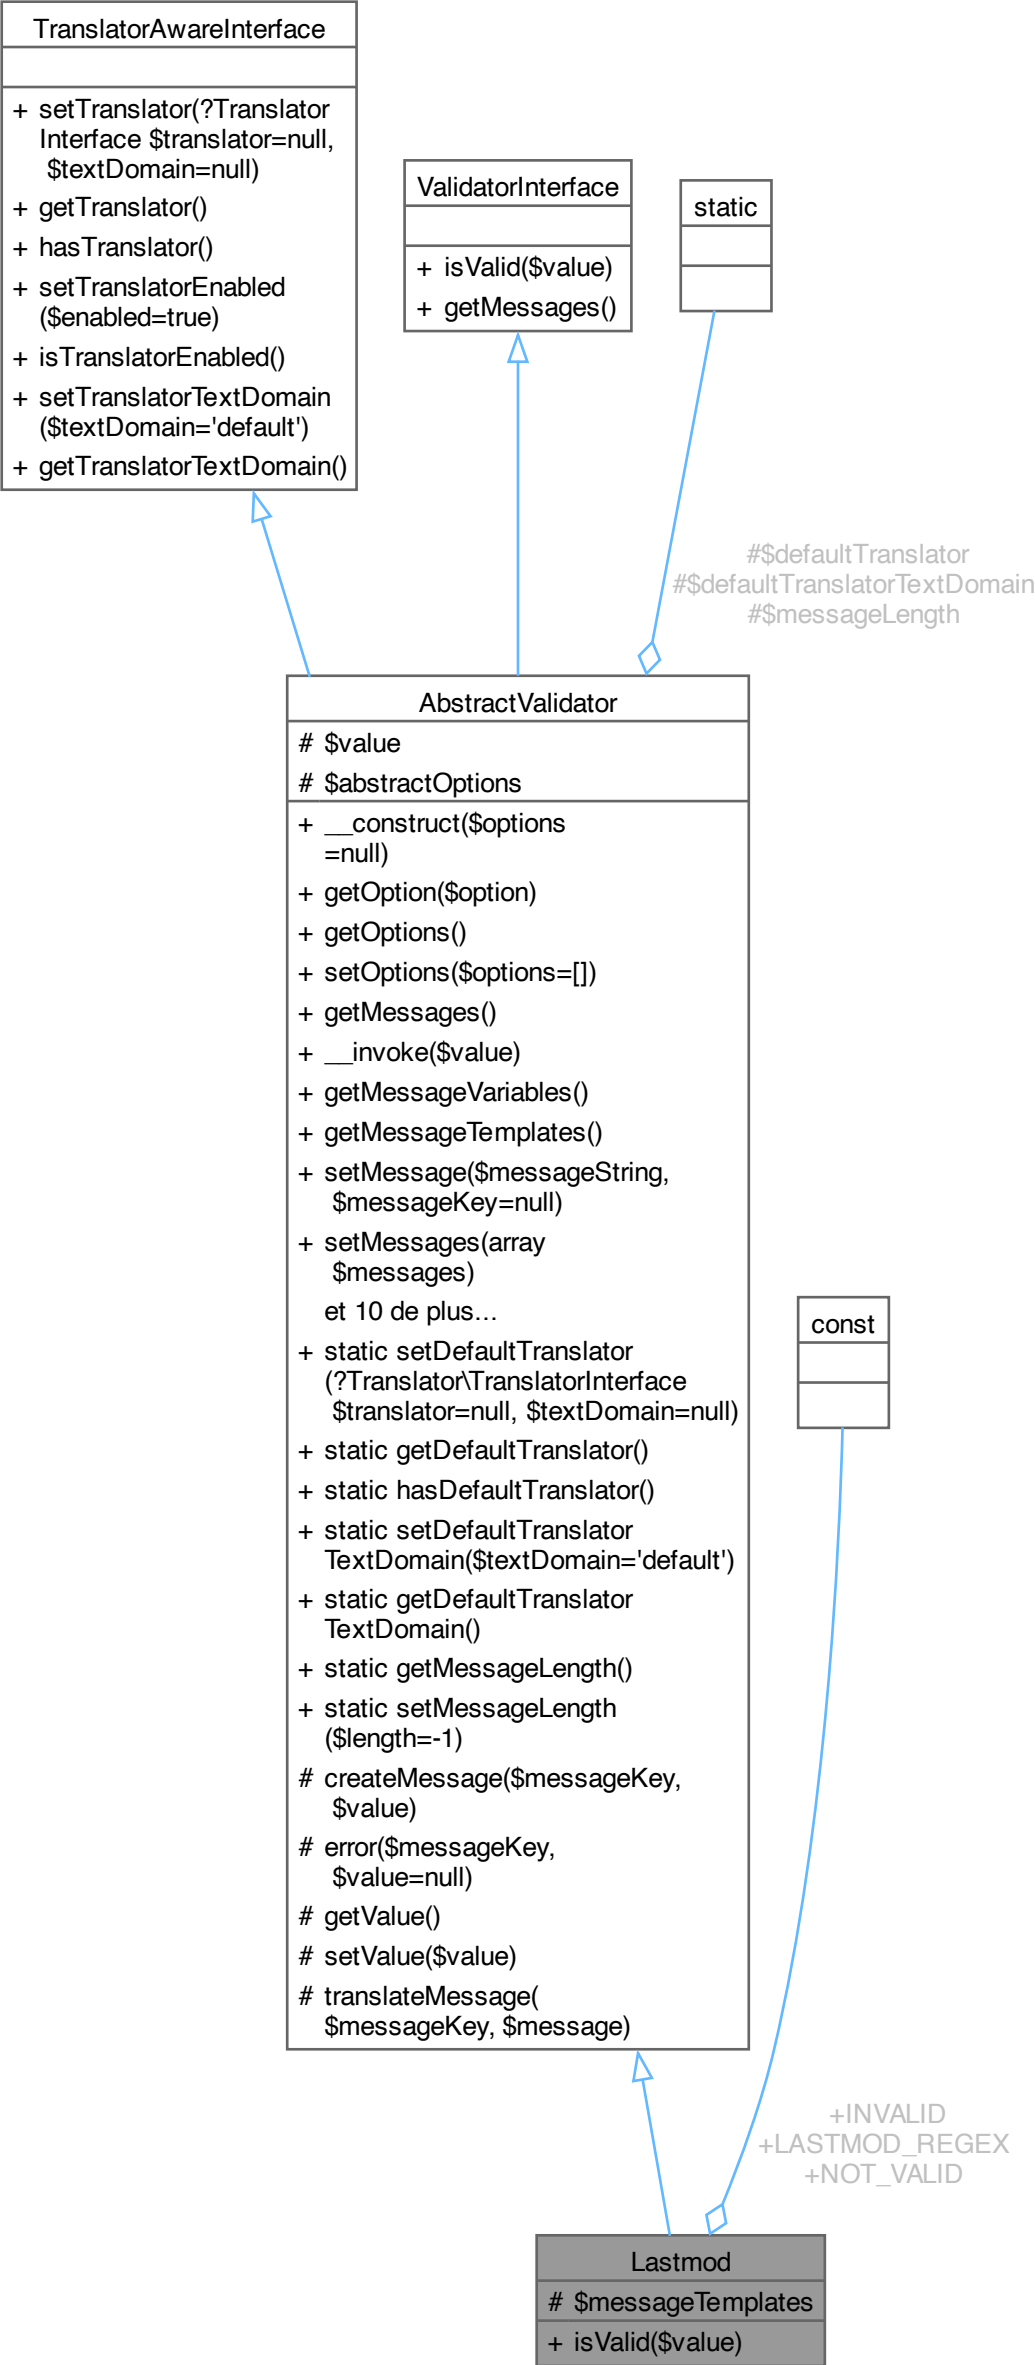 TranslatorAwareInterface
+ setTranslator(?Translator
Interface $translator=null,
$textDomain=null)
+ getTranslator()
+ hasTranslator()
+ setTranslatorEnabled
($enabled=true)
+ isTranslatorEnabled()
+ setTranslatorTextDomain
($textDomain='default')
+ getTranslatorTextDomain()
ValidatorInterface
+ isValid($value)
+ getMessages()
static
#$defaultTranslator
#$defaultTranslatorTextDomain
#$messageLength
AbstractValidator
# $value
# $abstractOptions
+ __construct($options
=null)
+ getOption($option)
+ getOptions()
+ setOptions($options=[])
+ getMessages()
+ __invoke($value)
+ getMessageVariables()
+ getMessageTemplates()
+ setMessage($messageString,
$messageKey=null)
+ setMessages(array
$messages)
et 10 de plus...
+ static setDefaultTranslator
(?Translator\TranslatorInterface
$translator=null, $textDomain=null)
+ static getDefaultTranslator()
+ static hasDefaultTranslator()
+ static setDefaultTranslator
TextDomain($textDomain='default')
+ static getDefaultTranslator
TextDomain()
+ static getMessageLength()
+ static setMessageLength
($length=-1)
# createMessage($messageKey,
$value)
# error($messageKey,
$value=null)
# getValue()
# setValue($value)
# translateMessage(
$messageKey, $message)
const
+INVALID
+LASTMOD_REGEX
+NOT_VALID
Lastmod
# $messageTemplates
+ isValid($value)